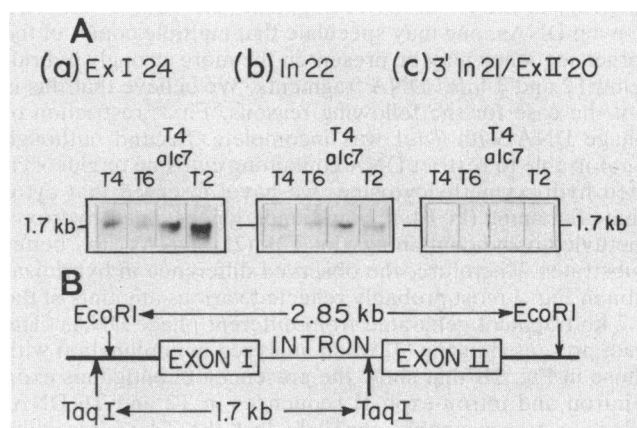 A
(a) Ex I 24 (b) In 22 (c) 3' In 21/Ex II 20
T4 T4 T4
alc7 alc7 alc7
T4 T6 T2 T4 T6 T2 T4 T6 T2
1.7 kb 1.7 kb
B
EcoRI 2.85 kb EcoRI
EXON I INTRON EXON II
Taq I 1.7 kb Taq I